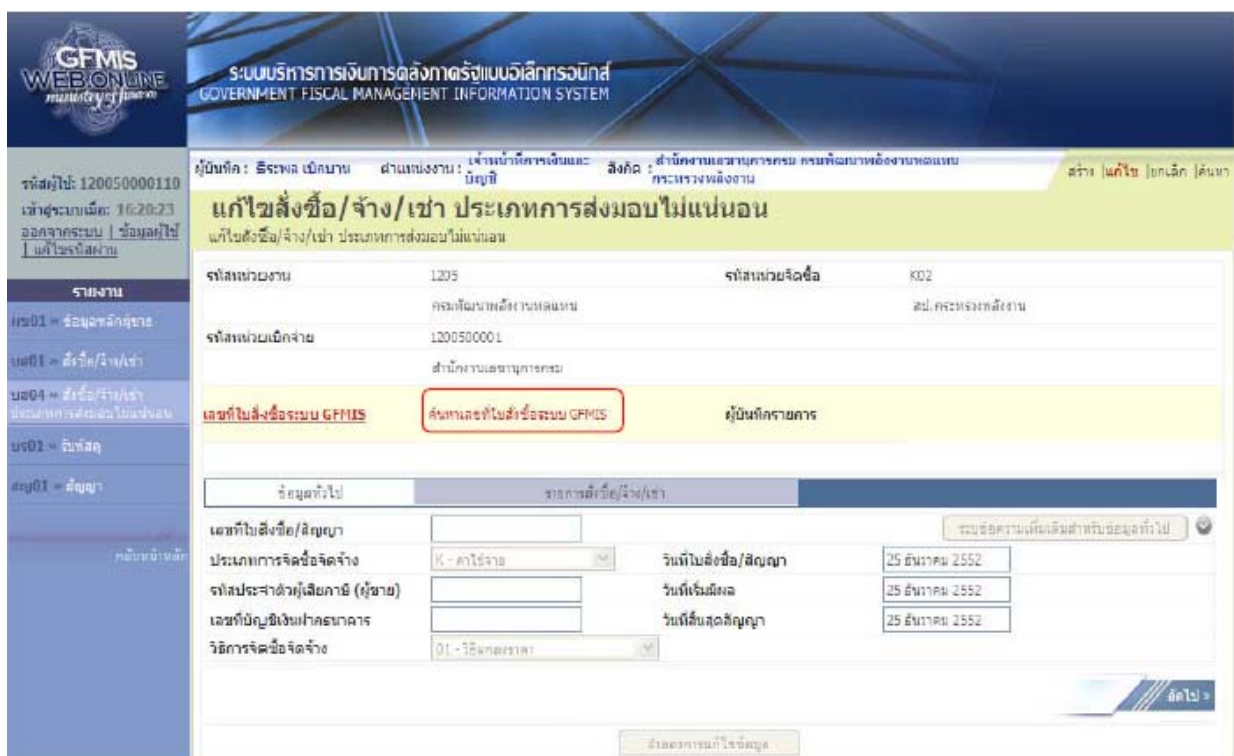 GFMIS
WEB ONLINE
ministry of finance
ระบบบริหารการเงินการคลังภาครัฐแบบอิเล็กทรอนิกส์
GOVERNMENT FISCAL MANAGEMENT INFORMATION SYSTEM
รหัสผู้ใช้: 120050000110
เข้าสู่ระบบเมื่อ: 16:20:23
ออกจากระบบ | ข้อมูลผู้ใช้
| แก้ไขรหัสผ่าน
ผู้บันทึก : ธีระพล เบิกบาน ตำแหน่งงาน : เจ้าหน้าที่การเงินและบัญชี สังกัด : สำนักงานเลขานุการกรม กรมพัฒนาพลังงานทดแทน กระทรวงพลังงาน
สร้าง |แก้ไข |ยกเลิก |ค้นหา
แก้ไขสั่งซื้อ/จ้าง/เช่า ประเภทการส่งมอบไม่แน่นอน
แก้ไขสั่งซื้อ/จ้าง/เช่า ประเภทการส่งมอบไม่แน่นอน
รายงาน
ผข01 » ข้อมูลหลักผู้ขาย
บส01 » สั่งซื้อ/จ้าง/เช่า
บส04 » สั่งซื้อ/จ้าง/เช่า
ประเภทการส่งมอบไม่แน่นอน
บร01 » รับพัสดุ
สญ01 » สัญญา
กลับหน้าหลัก
รหัสหน่วยงาน 1205 รหัสหน่วยจัดซื้อ K02
กรมพัฒนาพลังงานทดแทน สป.กระทรวงพลังงาน
รหัสหน่วยเบิกจ่าย 1200500001
สำนักงานเลขานุการกรม
เลขที่ใบสั่งซื้อระบบ GFMIS ค้นหาเลขที่ใบสั่งซื้อระบบ GFMIS ผู้บันทึกรายการ
ข้อมูลทั่วไป รายการสั่งซื้อ/จ้าง/เช่า
เลขที่ใบสั่งซื้อ/สัญญา ระบุข้อความเพิ่มเติมสำหรับข้อมูลทั่วไป
ประเภทการจัดซื้อจัดจ้าง K - ค่าใช้จ่าย วันที่ใบสั่งซื้อ/สัญญา 25 ธันวาคม 2552
รหัสประจำตัวผู้เสียภาษี (ผู้ขาย) วันที่เริ่มมีผล 25 ธันวาคม 2552
เลขที่บัญชีเงินฝากธนาคาร วันที่สิ้นสุดสัญญา 25 ธันวาคม 2552
วิธีการจัดซื้อจัดจ้าง 01 - วิธีตกลงราคา
ถัดไป »
จำลองการแก้ไขข้อมูล